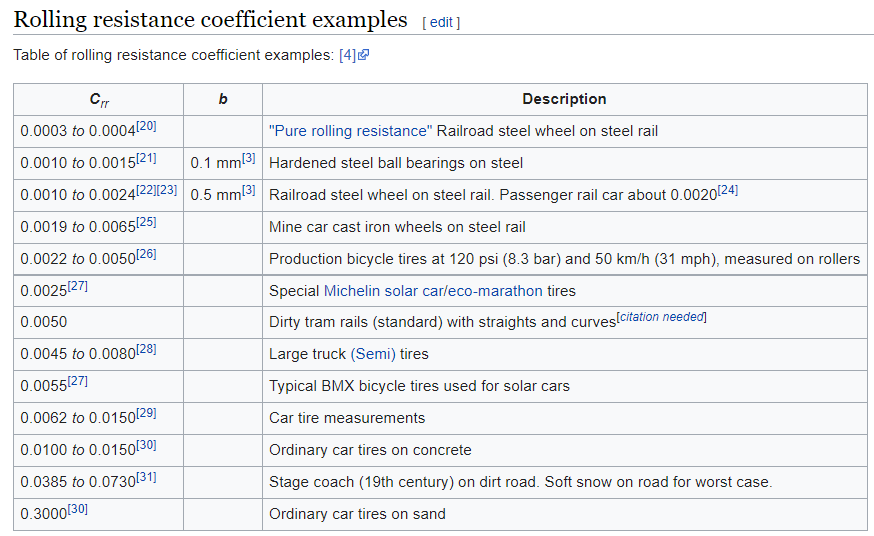 Rolling resistance coefficient examples [ edit ]
Table of rolling resistance coefficient examples: [4]
Crr b Description
0.0003 to 0.0004[20] "Pure rolling resistance" Railroad steel wheel on steel rail
0.0010 to 0.0015[21] 0.1 mm[3] Hardened steel ball bearings on steel
0.0010 to 0.0024[22][23] 0.5 mm[3] Railroad steel wheel on steel rail. Passenger rail car about 0.0020[24]
0.0019 to 0.0065[25] Mine car cast iron wheels on steel rail
0.0022 to 0.0050[26] Production bicycle tires at 120 psi (8.3 bar) and 50 km/h (31 mph), measured on rollers
0.0025[27] Special Michelin solar car/eco-marathon tires
0.0050 Dirty tram rails (standard) with straights and curves[citation needed]
0.0045 to 0.0080[28] Large truck (Semi) tires
0.0055[27] Typical BMX bicycle tires used for solar cars
0.0062 to 0.0150[29] Car tire measurements
0.0100 to 0.0150[30] Ordinary car tires on concrete
0.0385 to 0.0730[31] Stage coach (19th century) on dirt road. Soft snow on road for worst case.
0.3000[30] Ordinary car tires on sand